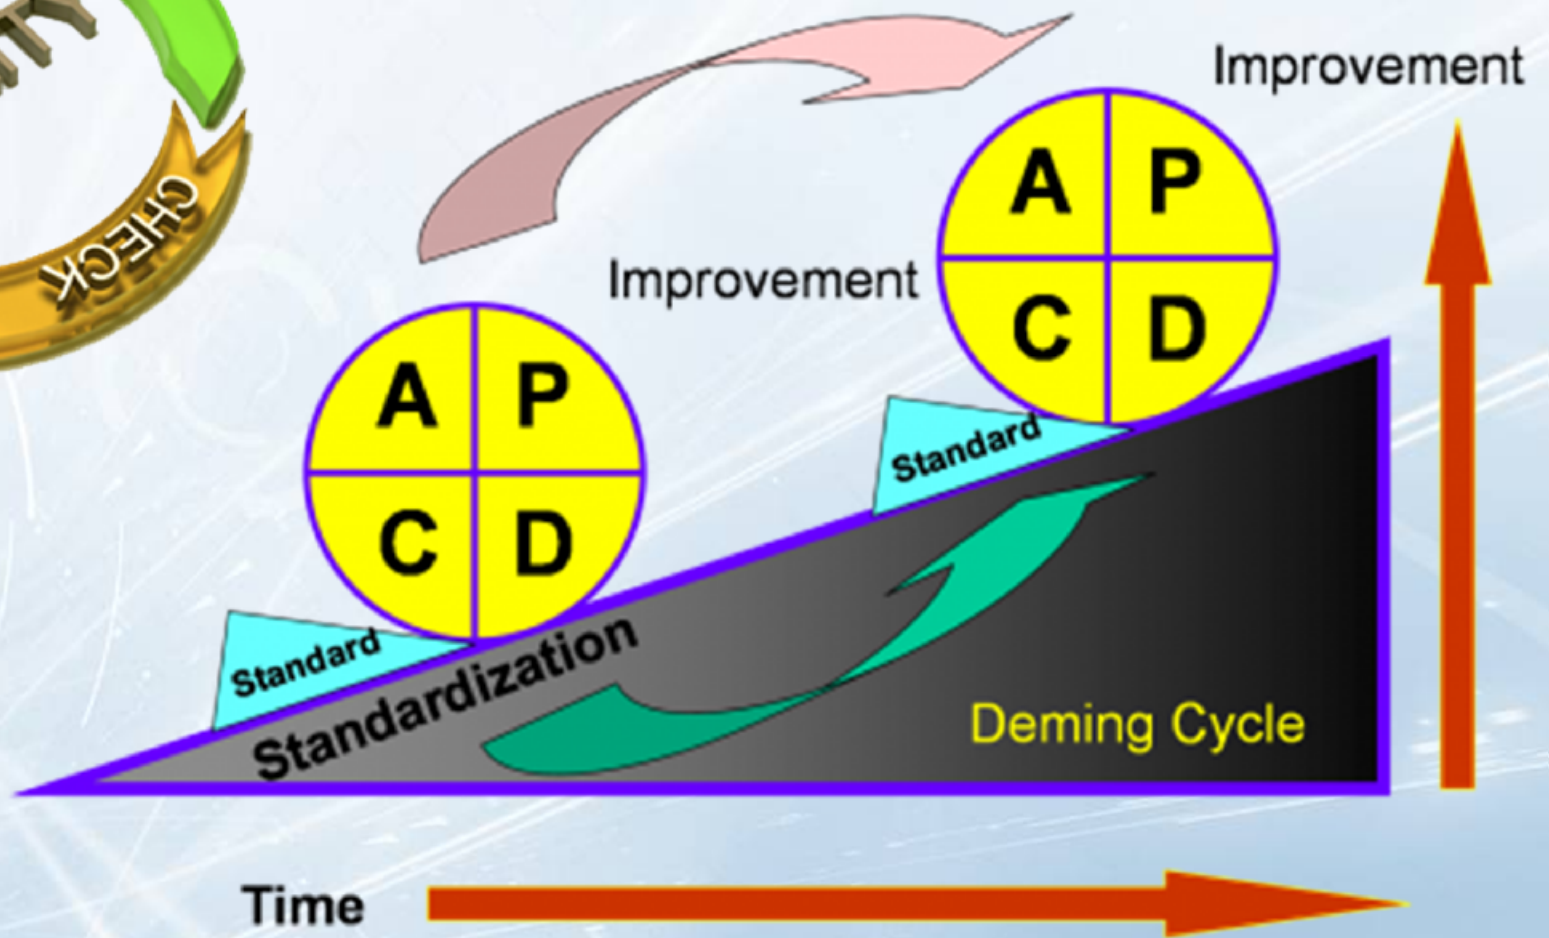 Improvement
A P
C D
CHECK
Improvement
A P
C D
Standard
Standard
Standardization
Deming Cycle
Time